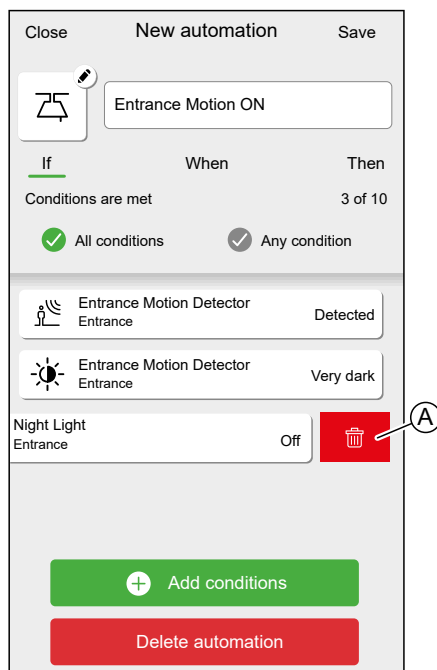 Close New automation Save
Entrance Motion ON
If When Then
Conditions are met 3 of 10
All conditions Any condition
Entrance Motion Detector
Entrance Detected
Entrance Motion Detector
Entrance Very dark
Night Light
Entrance Off
A
Add conditions
Delete automation